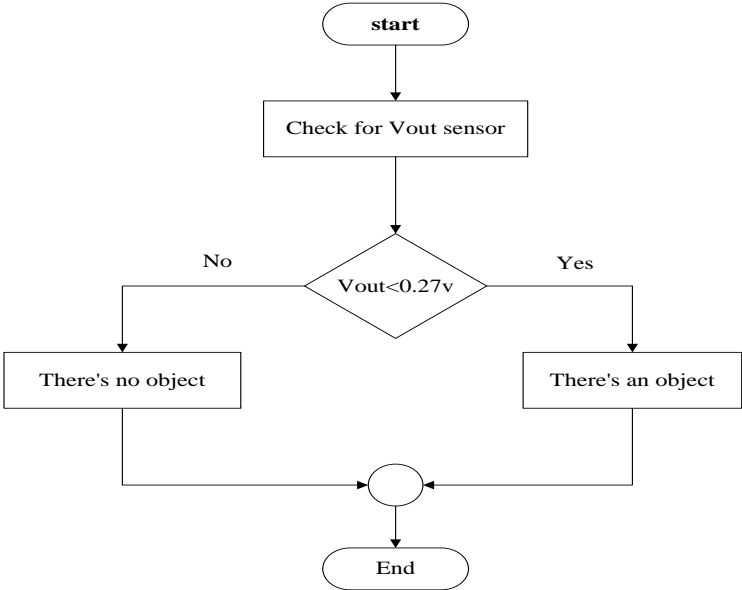 start
Check for Vout sensor
No
Yes
Vout<0.27v
There's no object
There's an object
End